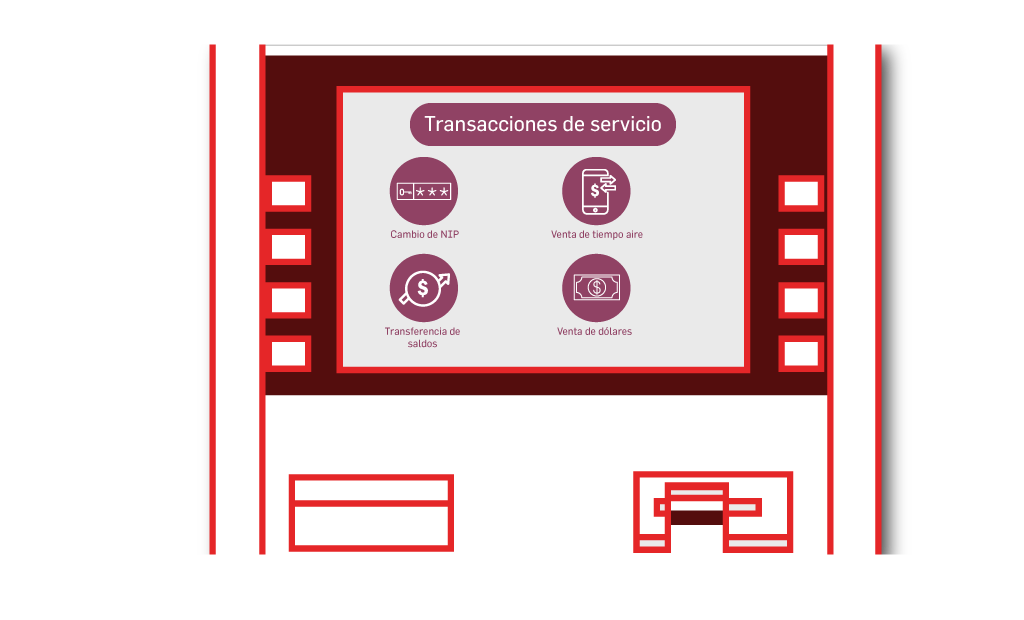 Transacciones de servicio
Cambio de NIP
Venta de tiempo aire
Transferencia de
saldos
Venta de dólares